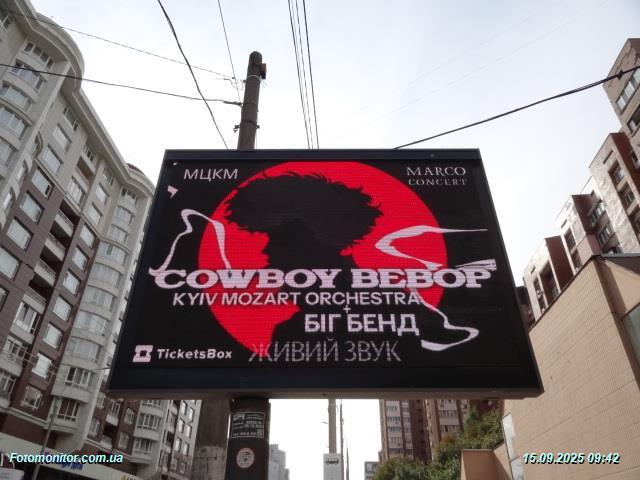 МЦКМ
MARCO
CONCERT
COWBOY BEBOP
KYIV MOZART ORCHESTRA
+
БІГ БЕНД
TicketsBox
ЖИВИЙ ЗВУК
Fotomonitor.com.ua
15.09.2025 09:42